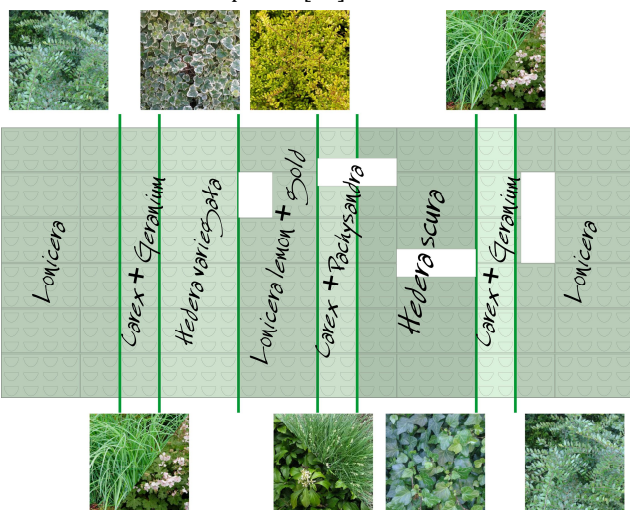 Lonicera
Carex + Geranium
Hedera variegata
Lonicera lemon + gold
Carex + Pachysandra
Hedera scura
Carex + Geranium
Lonicera